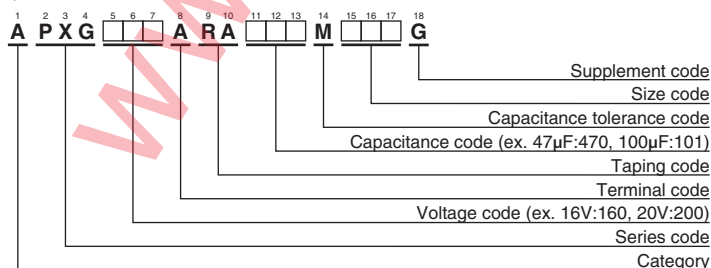 1 2 3 4 5 6 7 8 9 10 11 12 13 14 15 16 17 18
A P X G □□□ A R A □□□ M □□□ G
Supplement code
Size code
Capacitance tolerance code
Capacitance code (ex. 47µF:470, 100µF:101)
Taping code
Terminal code
Voltage code (ex. 16V:160, 20V:200)
Series code
Category